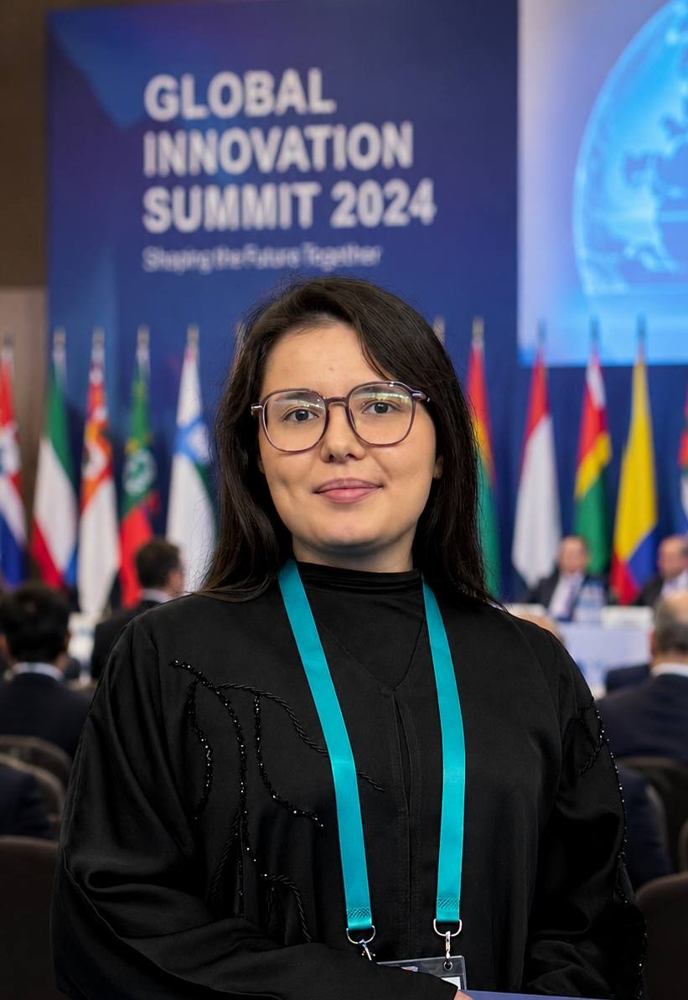 GLOBAL
INNOVATION
SUMMIT 2024
Shaping the Future Together